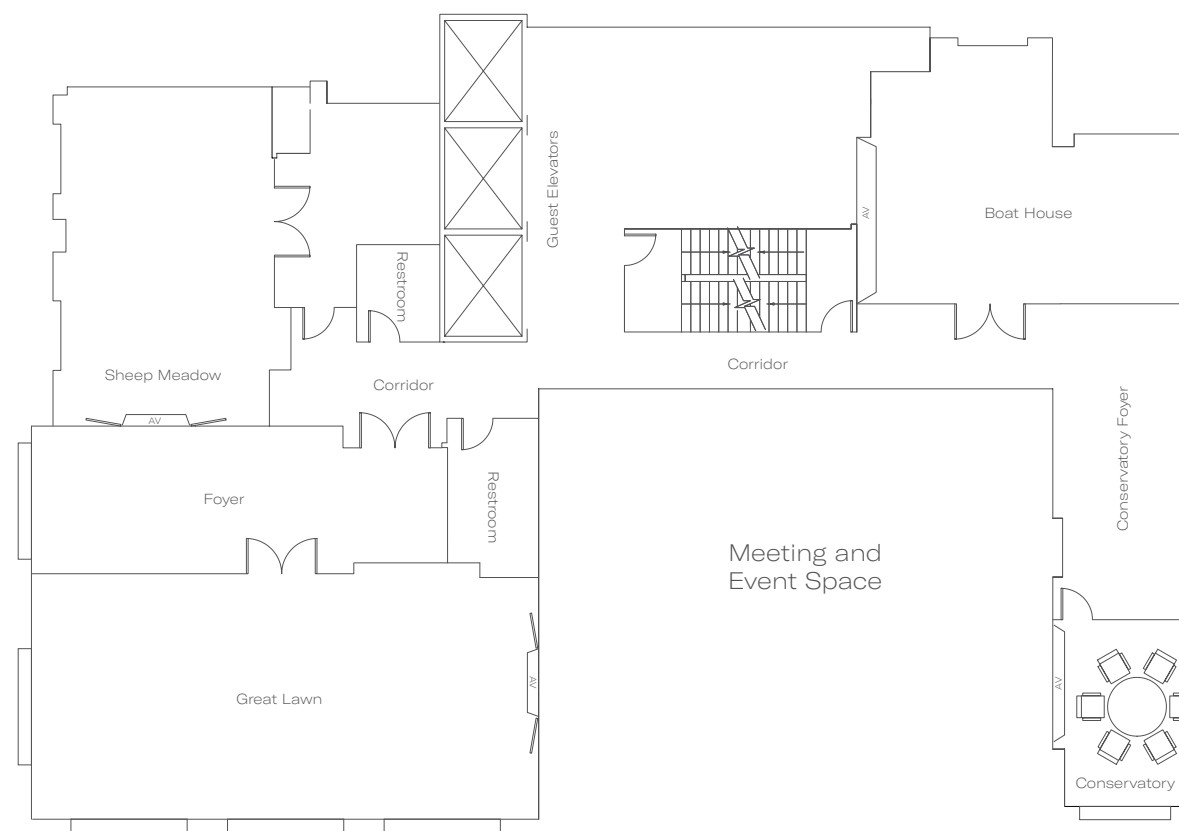 Guest Elevators
AV
Boat House
Restroom
Corridor
Sheep Meadow
Corridor
AV
Conservatory Foyer
Foyer
Restroom
Meeting and
Event Space
Great Lawn
AV
AV
Conservatory